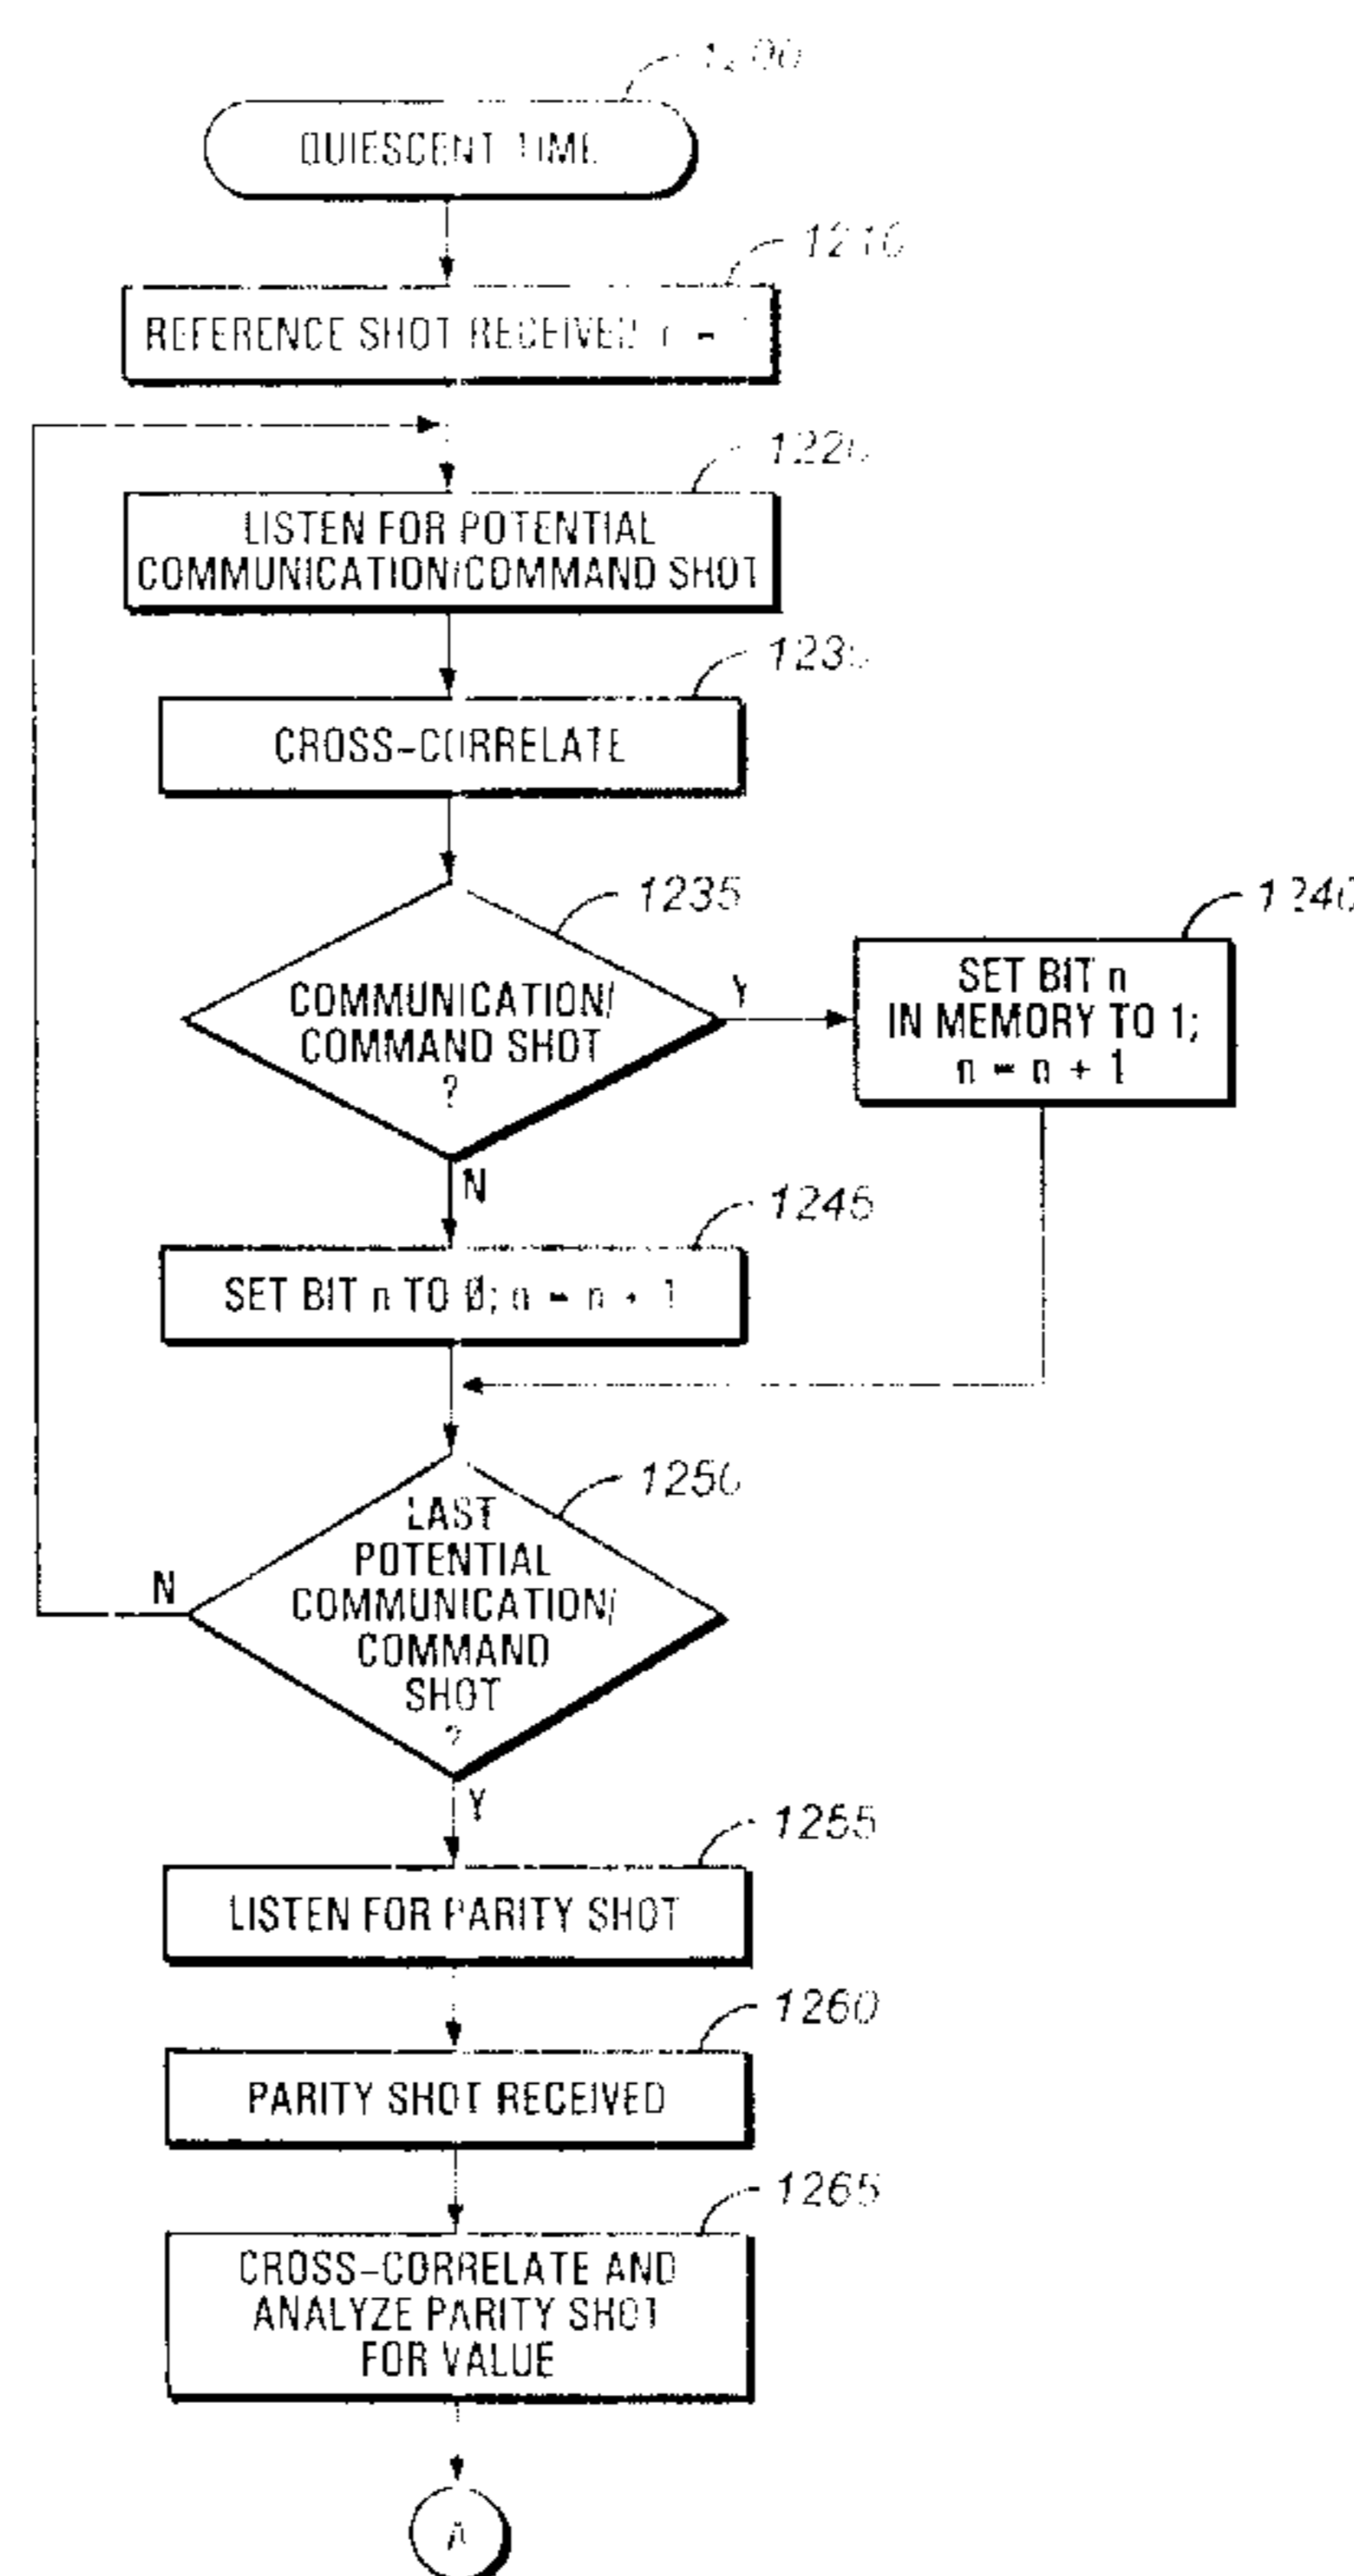 1200
QUIESCENT TIME
1210
REFERENCE SHOT RECEIVED
1220
LISTEN FOR POTENTIAL
COMMUNICATION/COMMAND SHOT
1230
CROSS-CORRELATE
1235
COMMUNICATION/
COMMAND SHOT
?
Y
1240
SET BIT n
IN MEMORY TO 1;
n = n + 1
N
1245
SET BIT n TO Ø; n = n + 1
1250
LAST
POTENTIAL
COMMUNICATION/
COMMAND
SHOT
?
N
Y
1255
LISTEN FOR PARITY SHOT
1260
PARITY SHOT RECEIVED
1265
CROSS-CORRELATE AND
ANALYZE PARITY SHOT
FOR VALUE
A